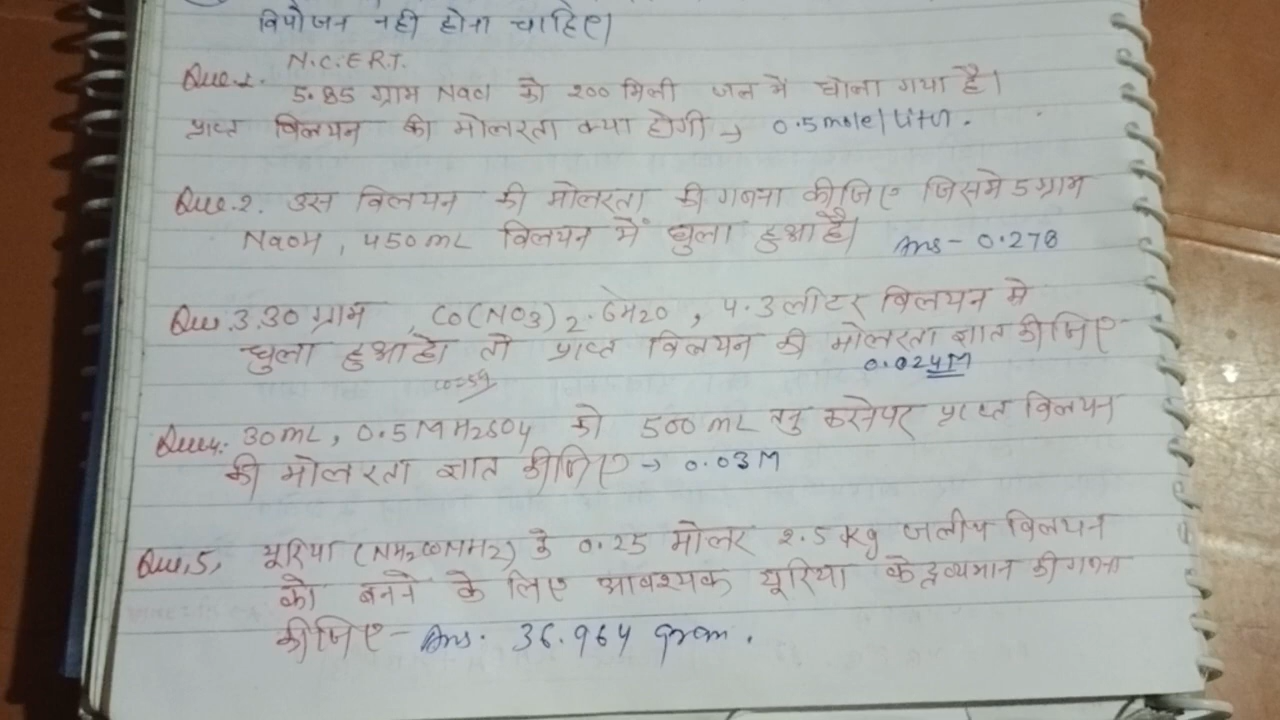 वियोजन नही होना चाहिए।
N.C.E.R.T.
Que.1. 5.85 ग्राम Nacl को 200 मिली जल मे घोला गया है।
प्राप्त विलयन की मोलरता क्या होगी → 0.5 mole/
Que.2. उस विलयन की मोलरता की गणना कीजिए जिसमे 5 ग्राम
NaOH, 450 mL विलयन में घुला हुआ है। Ans - 0.278
Que.3. 30 ग्राम, CO(NO3)2.6H2O, 4.3 लीटर विलयन मे
घुला हुआ है। तो प्राप्त विलयन की मोलरता ज्ञात कीजिए
0.024M
Que4. 30 mL, 0.5 M H2SO4 को 500 mL तनु करने पर प्राप्त विलयन
की मोलरता ज्ञात कीजिए → 0.03 M
Que.5, यूरिया (NH2CONH2) के 0.25 मोलर 2.5 Kg जलीय विलयन
को बनने के लिए आवश्यक यूरिया के द्रव्यमान की गणना
कीजिए - Ans. 36.964 gram.